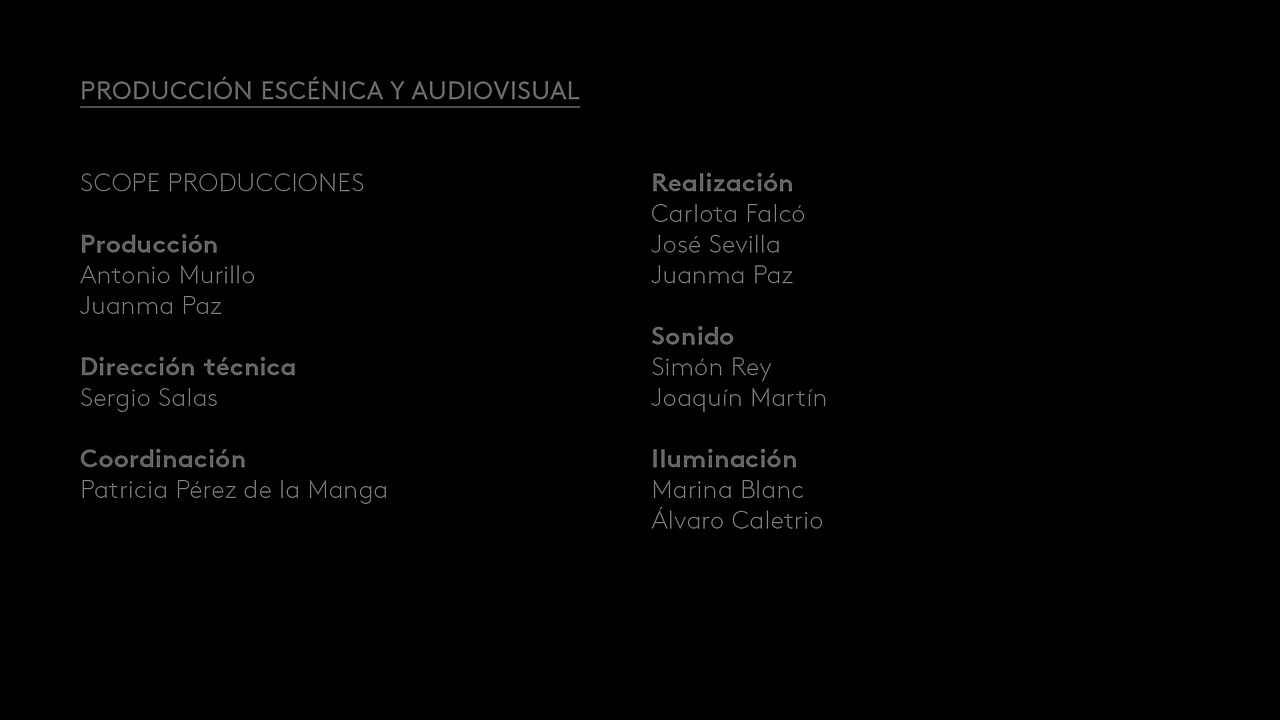 PRODUCCIÓN ESCÉNICA Y AUDIOVISUAL
SCOPE PRODUCCIONES
Producción
Antonio Murillo
Juanma Paz
Dirección técnica
Sergio Salas
Coordinación
Patricia Pérez de la Manga
Realización
Carlota Falcó
José Sevilla
Juanma Paz
Sonido
Simón Rey
Joaquín Martín
Iluminación
Marina Blanc
Álvaro Caletrio